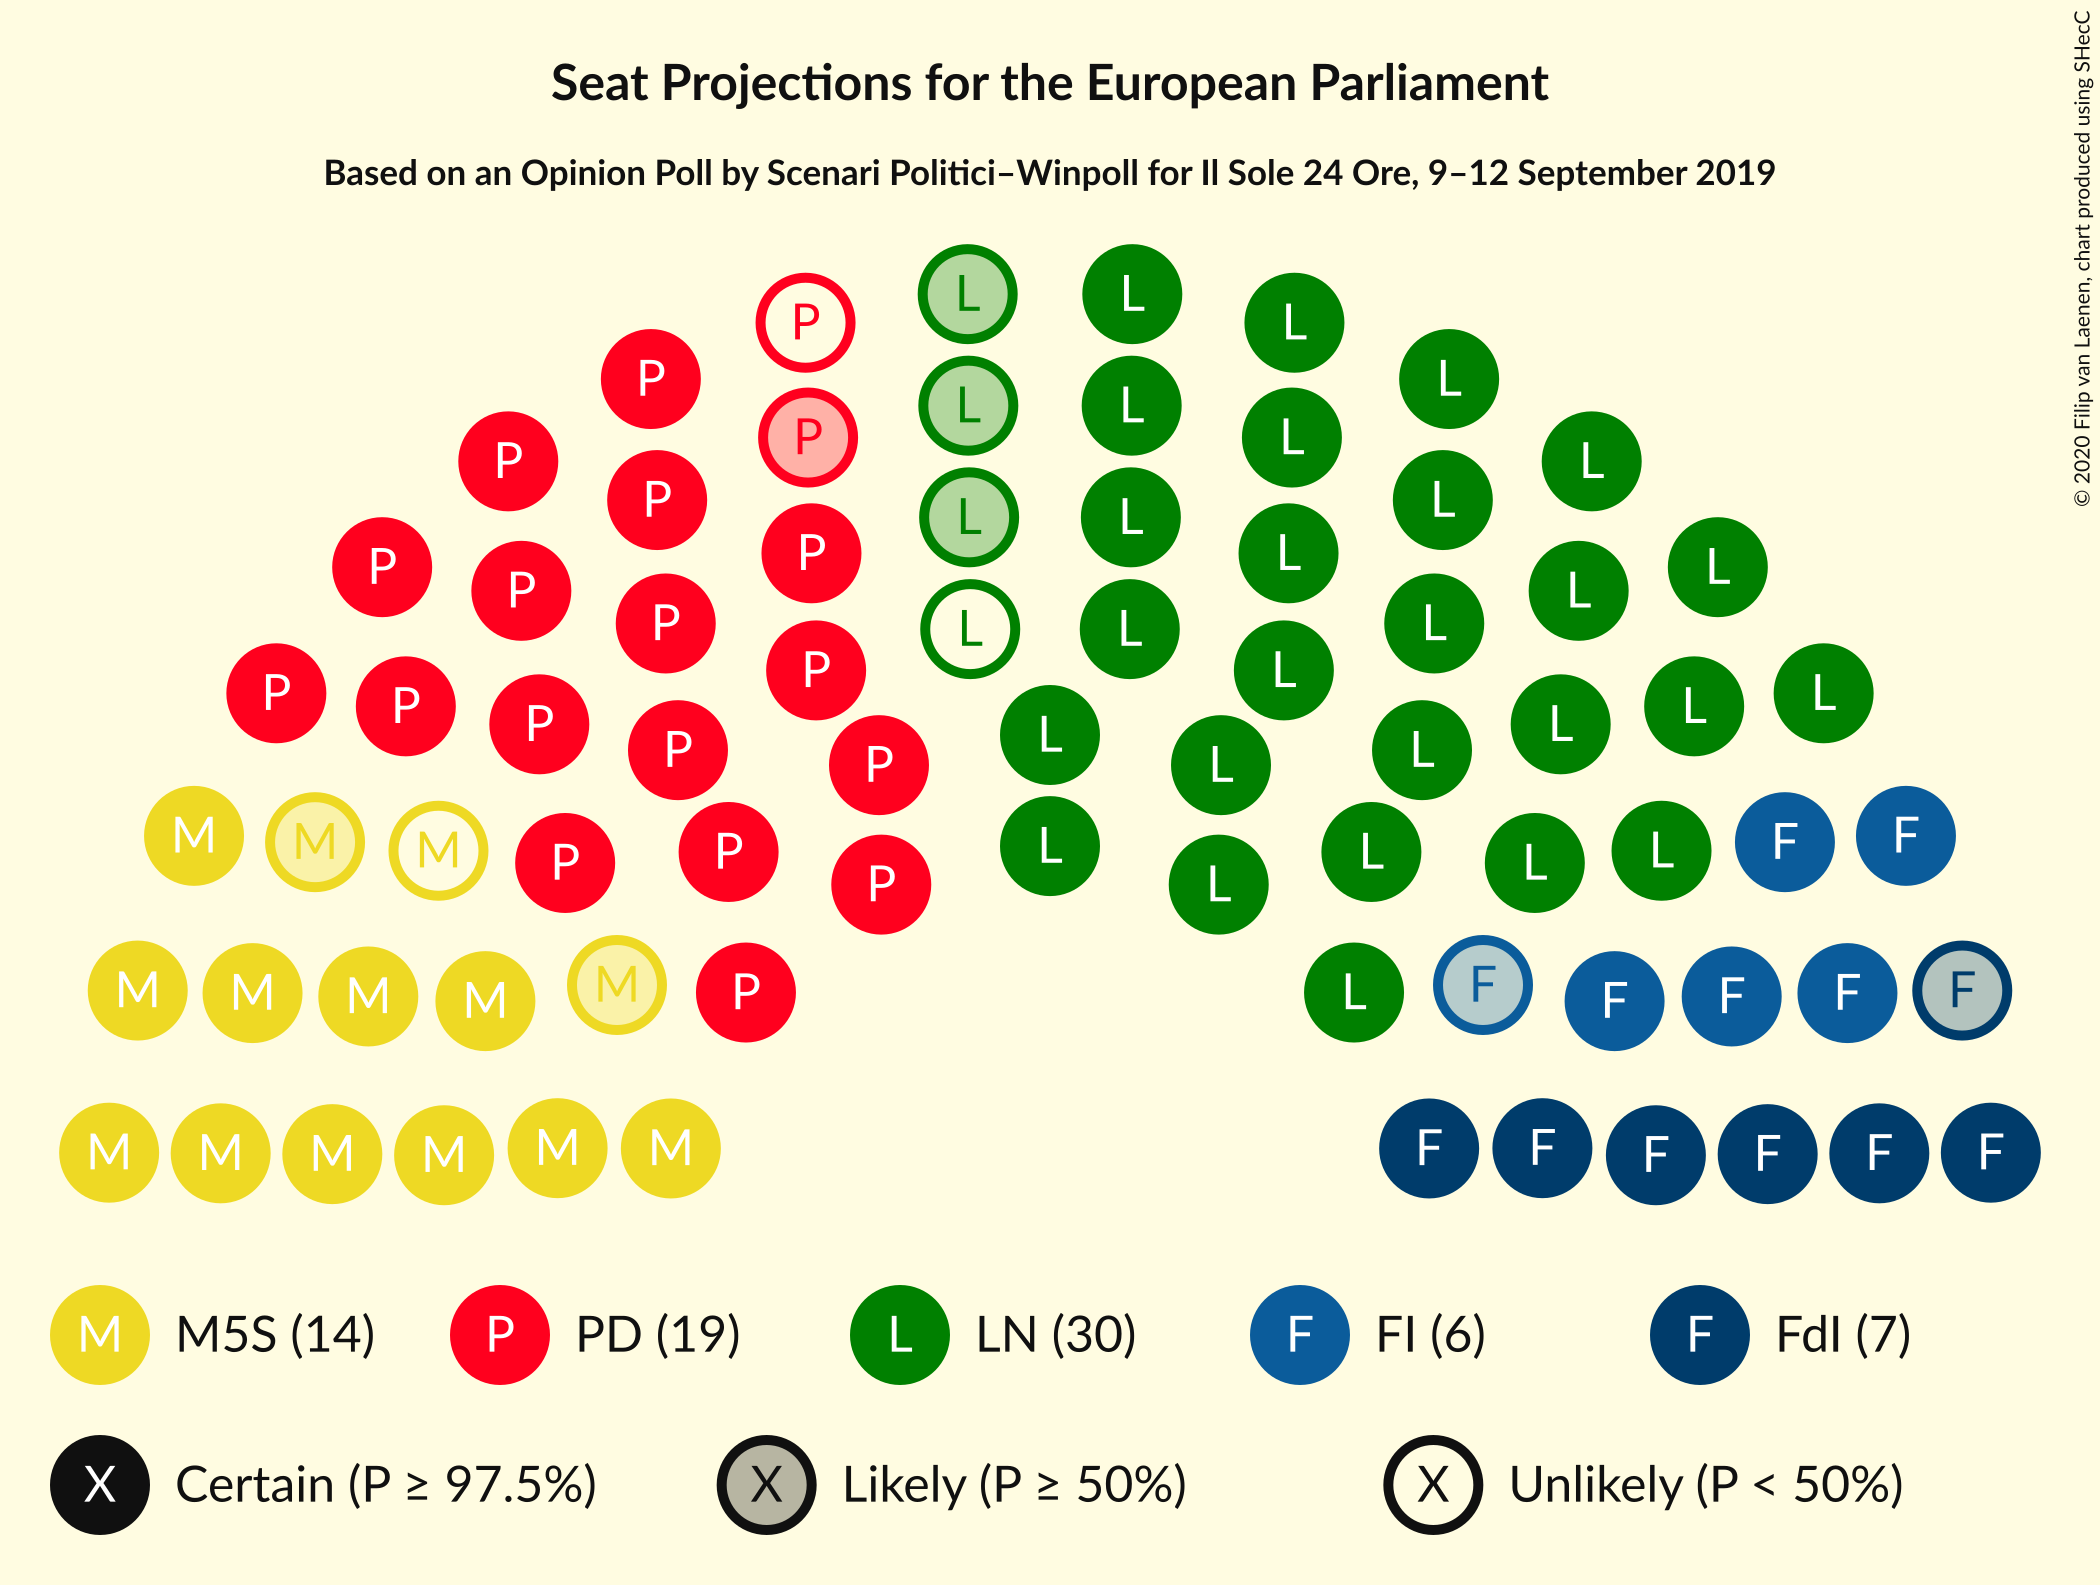 Seat Projections for the European Parliament
Based on an Opinion Poll by Scenari Politici–Winpoll for Il Sole 24 Ore, 9–12 September 2019
© 2020 Filip van Laenen, chart produced using SHecC
L L
P L L
P L L
P L L L
P L
L L
P P L L
P L
P L L L
P P L L
P P L L
P L L L
P P L L
P P L L
P P L L
M M M P P P L L L L L F F
M M M M M P L F F F F F
M M M M M M F F F F F F
M M5S (14) P PD (19) L LN (30) F FI (6) F FdI (7)
X Certain (P ≥ 97.5%) X Likely (P ≥ 50%) X Unlikely (P < 50%)